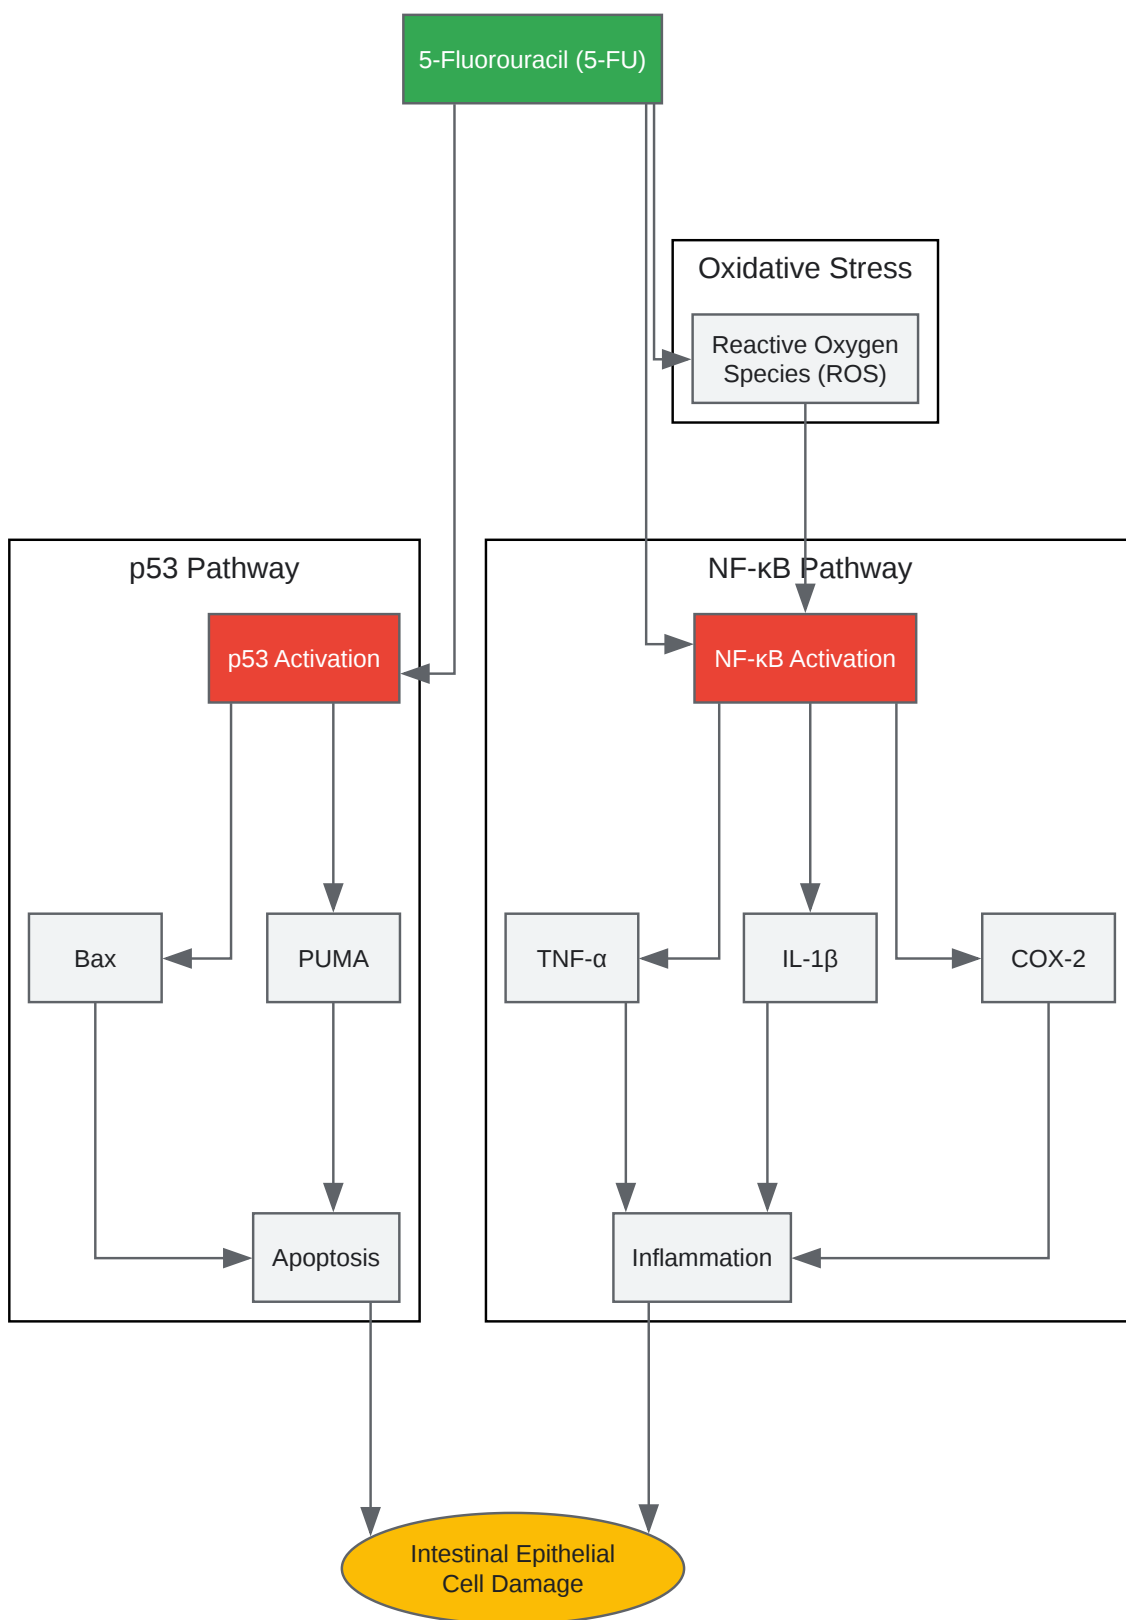 5-Fluorouracil (5-FU)
Oxidative Stress
Reactive Oxygen
Species (ROS)
p53 Pathway
NF-κB Pathway
p53 Activation
NF-κB Activation
Bax
PUMA
TNF-α
IL-1β
COX-2
Apoptosis
Inflammation
Intestinal Epithelial
Cell Damage